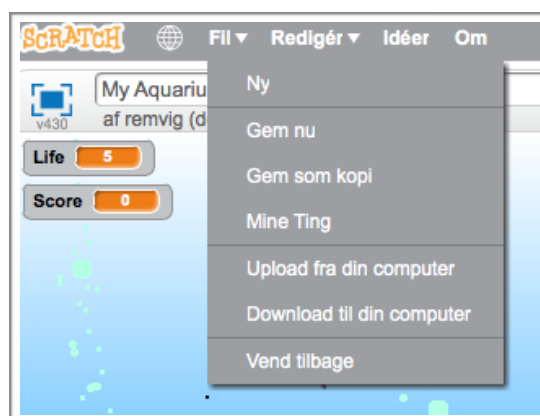 SCRATCH Fil▼ Redigér▼ Idéer Om
My Aquariu
v430 af remvig (d
Life 5
Score 0
Ny
Gem nu
Gem som kopi
Mine Ting
Upload fra din computer
Download til din computer
Vend tilbage